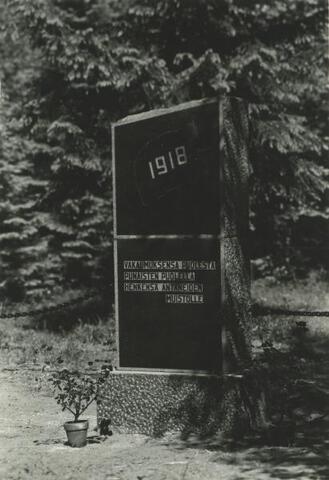 1918
VAKAUMUKSENSA PUOLESTA
PUNAISTEN PUOLELLA
HENKENSÄ ANTANEIDEN
MUISTOLLE